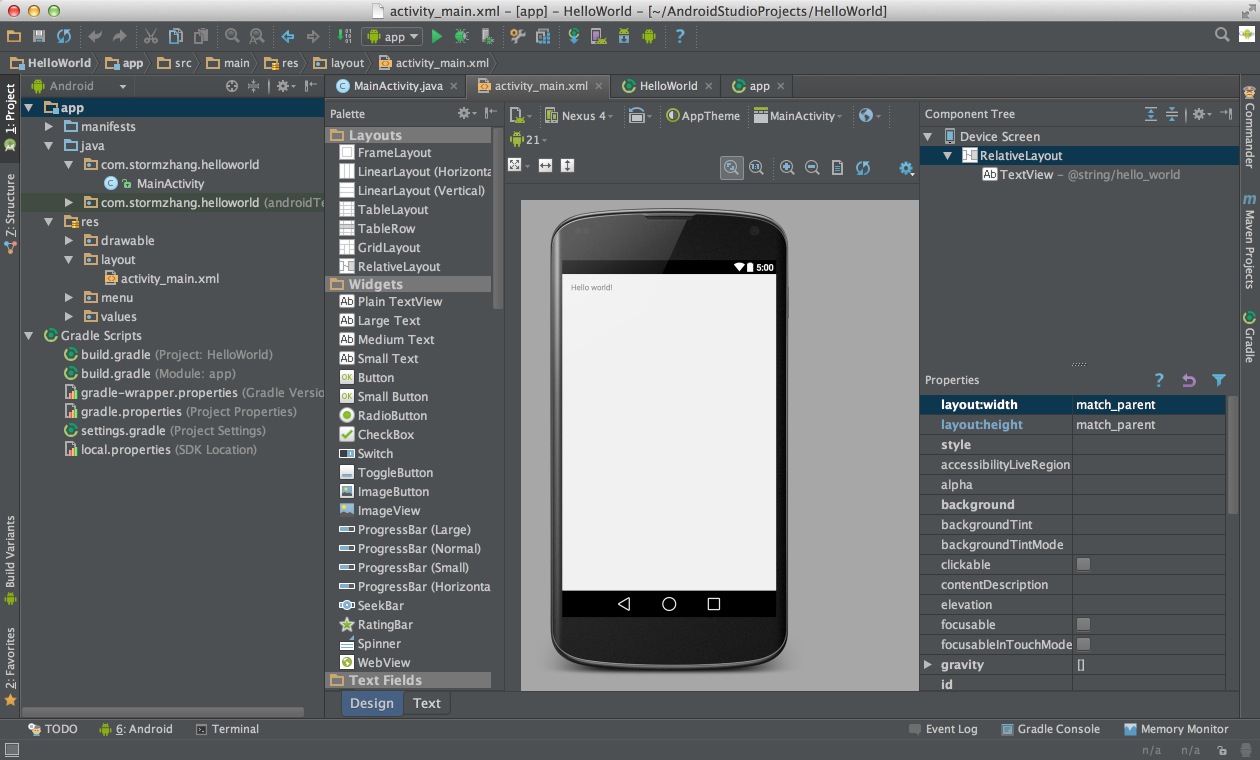 activity_main.xml – [app] – HelloWorld – [~/AndroidStudioProjects/HelloWorld]
app
HelloWorld app src main res layout activity_main.xml
1: Project
Z: Structure
Build Variants
2: Favorites
Android
app
manifests
java
com.stormzhang.helloworld
MainActivity
com.stormzhang.helloworld (androidTe
res
drawable
layout
activity_main.xml
menu
values
Gradle Scripts
build.gradle (Project: HelloWorld)
build.gradle (Module: app)
gradle-wrapper.properties (Gradle Versio
gradle.properties (Project Properties)
settings.gradle (Project Settings)
local.properties (SDK Location)
MainActivity.java activity_main.xml HelloWorld app
Palette
Layouts
FrameLayout
LinearLayout (Horizonta
LinearLayout (Vertical)
TableLayout
TableRow
GridLayout
RelativeLayout
Widgets
Ab Plain TextView
Ab Large Text
Ab Medium Text
Ab Small Text
OK Button
OK Small Button
RadioButton
CheckBox
Switch
ToggleButton
ImageButton
ImageView
ProgressBar (Large)
ProgressBar (Normal)
ProgressBar (Small)
ProgressBar (Horizonta
SeekBar
RatingBar
Spinner
WebView
Text Fields
Design Text
Nexus 4 AppTheme MainActivity
21
5:00
Hello world!
Component Tree
Device Screen
RelativeLayout
Ab TextView – @string/hello_world
Properties
layout:width match_parent
layout:height match_parent
style
accessibilityLiveRegion
alpha
background
backgroundTint
backgroundTintMode
clickable
contentDescription
elevation
focusable
focusableInTouchMode
gravity []
id
Commander
m Maven Projects
Gradle
TODO 6: Android Terminal Event Log Gradle Console Memory Monitor
n/a n/a